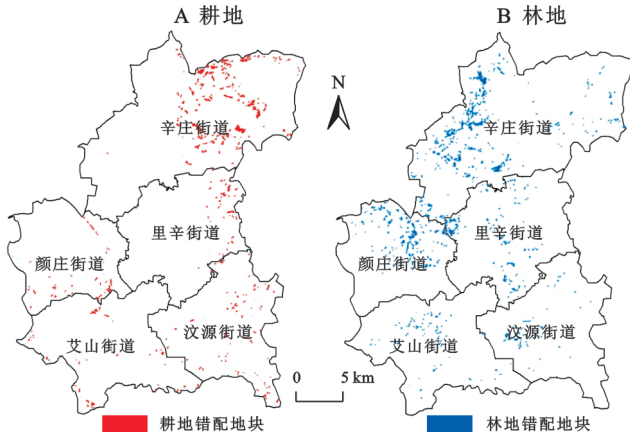 A 耕地
B 林地
N
辛庄街道
辛庄街道
里辛街道
里辛街道
颜庄街道
颜庄街道
艾山街道
汶源街道
艾山街道
汶源街道
0 5 km
耕地错配地块
林地错配地块